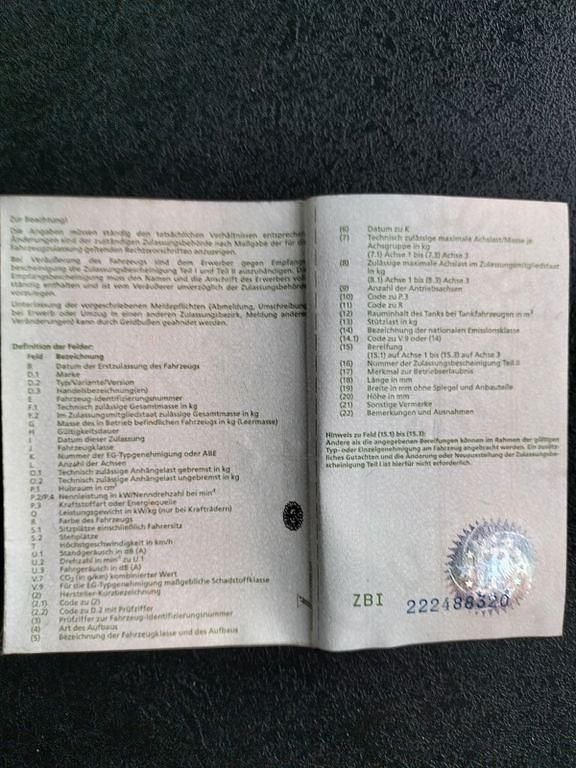 Zur Beachtung!
Die Angaben müssen ständig den tatsächlichen Verhältnissen entsprechen
Änderungen sind der zuständigen Zulassungsbehörde nach Maßgabe der für die
Fahrzeugzulassung geltenden Rechtsvorschriften anzuzeigen.
Bei Veräußerung des Fahrzeugs sind dem Erwerber gegen Empfangs
bescheinigung die Zulassungsbescheinigung Teil I und Teil II auszuhändigen. Die
Empfangsbestätigung muss den Namen und die Anschrift des Erwerbers voll
ständig enthalten und ist vom Veräußerer unverzüglich der Zulassungsbehörde
vorzulegen.
Unterlassung der vorgeschriebenen Meldepflichten (Abmeldung, Umschreibung
bei Erwerb oder Umzug in einen anderen Zulassungsbezirk, Meldung anderer
Veränderungen) kann durch Geldbußen geahndet werden.
Definition der Felder:
Feld Bezeichnung
B Datum der Erstzulassung des Fahrzeugs
D.1 Marke
D.2 Typ/Variante/Version
D.3 Handelsbezeichnung(en)
E Fahrzeug-Identifizierungsnummer
F.1 Technisch zulässige Gesamtmasse in kg
F.2 Im Zulassungsmitgliedstaat zulässige Gesamtmasse in kg
G Masse des in Betrieb befindlichen Fahrzeugs in kg (Leermasse)
H Gültigkeitsdauer
I Datum dieser Zulassung
J Fahrzeugklasse
K Nummer der EG-Typgenehmigung oder ABE
L Anzahl der Achsen
O.1 Technisch zulässige Anhängelast gebremst in kg
O.2 Technisch zulässige Anhängelast ungebremst in kg
P.1 Hubraum in cm³
P.2/P.4 Nennleistung in kW/Nenndrehzahl bei min⁻¹
P.3 Kraftstoffart oder Energiequelle
Q Leistungsgewicht in kW/kg (nur bei Krafträdern)
R Farbe des Fahrzeugs
S.1 Sitzplätze einschließlich Fahrersitz
S.2 Stehplätze
T Höchstgeschwindigkeit in km/h
U.1 Standgeräusch in dB (A)
U.2 Drehzahl in min⁻¹ zu U.1
U.3 Fahrgeräusch in dB (A)
V.7 CO₂ (in g/km) kombinierter Wert
V.9 Für die EG-Typgenehmigung maßgebliche Schadstoffklasse
(2) Hersteller-Kurzbezeichnung
(2.1) Code zu (2)
(2.2) Code zu D.2 mit Prüfziffer
(3) Prüfziffer zur Fahrzeug-Identifizierungsnummer
(4) Art des Aufbaus
(5) Bezeichnung der Fahrzeugklasse und des Aufbaus
(6) Datum zu K
(7) Technisch zulässige maximale Achslast/Masse je
Achsgruppe in kg
(7.1) Achse 1 bis (7.3) Achse 3
(8) Zulässige maximale Achslast im Zulassungsmitgliedstaat
in kg
(8.1) Achse 1 bis (8.3) Achse 3
(9) Anzahl der Antriebsachsen
(10) Code zu P.3
(11) Code zu R
(12) Rauminhalt des Tanks bei Tankfahrzeugen in m³
(13) Stützlast in kg
(14) Bezeichnung der nationalen Emissionsklasse
(14.1) Code zu V.9 oder (14)
(15) Bereifung
(15.1) auf Achse 1 bis (15.3) auf Achse 3
(16) Nummer der Zulassungsbescheinigung Teil II
(17) Merkmal zur Betriebserlaubnis
(18) Länge in mm
(19) Breite in mm ohne Spiegel und Anbauteile
(20) Höhe in mm
(21) Sonstige Vermerke
(22) Bemerkungen und Ausnahmen
Hinweis zu Feld (15.1) bis (15.3):
Andere als die angegebenen Bereifungen können im Rahmen der gültigen
Typ- oder Einzelgenehmigung am Fahrzeug angebracht werden. Ein zusätz-
liches Gutachten und die Änderung oder Neuausstellung der Zulassungsbe-
scheinigung Teil I ist hierfür nicht erforderlich.
ZBI 222488320